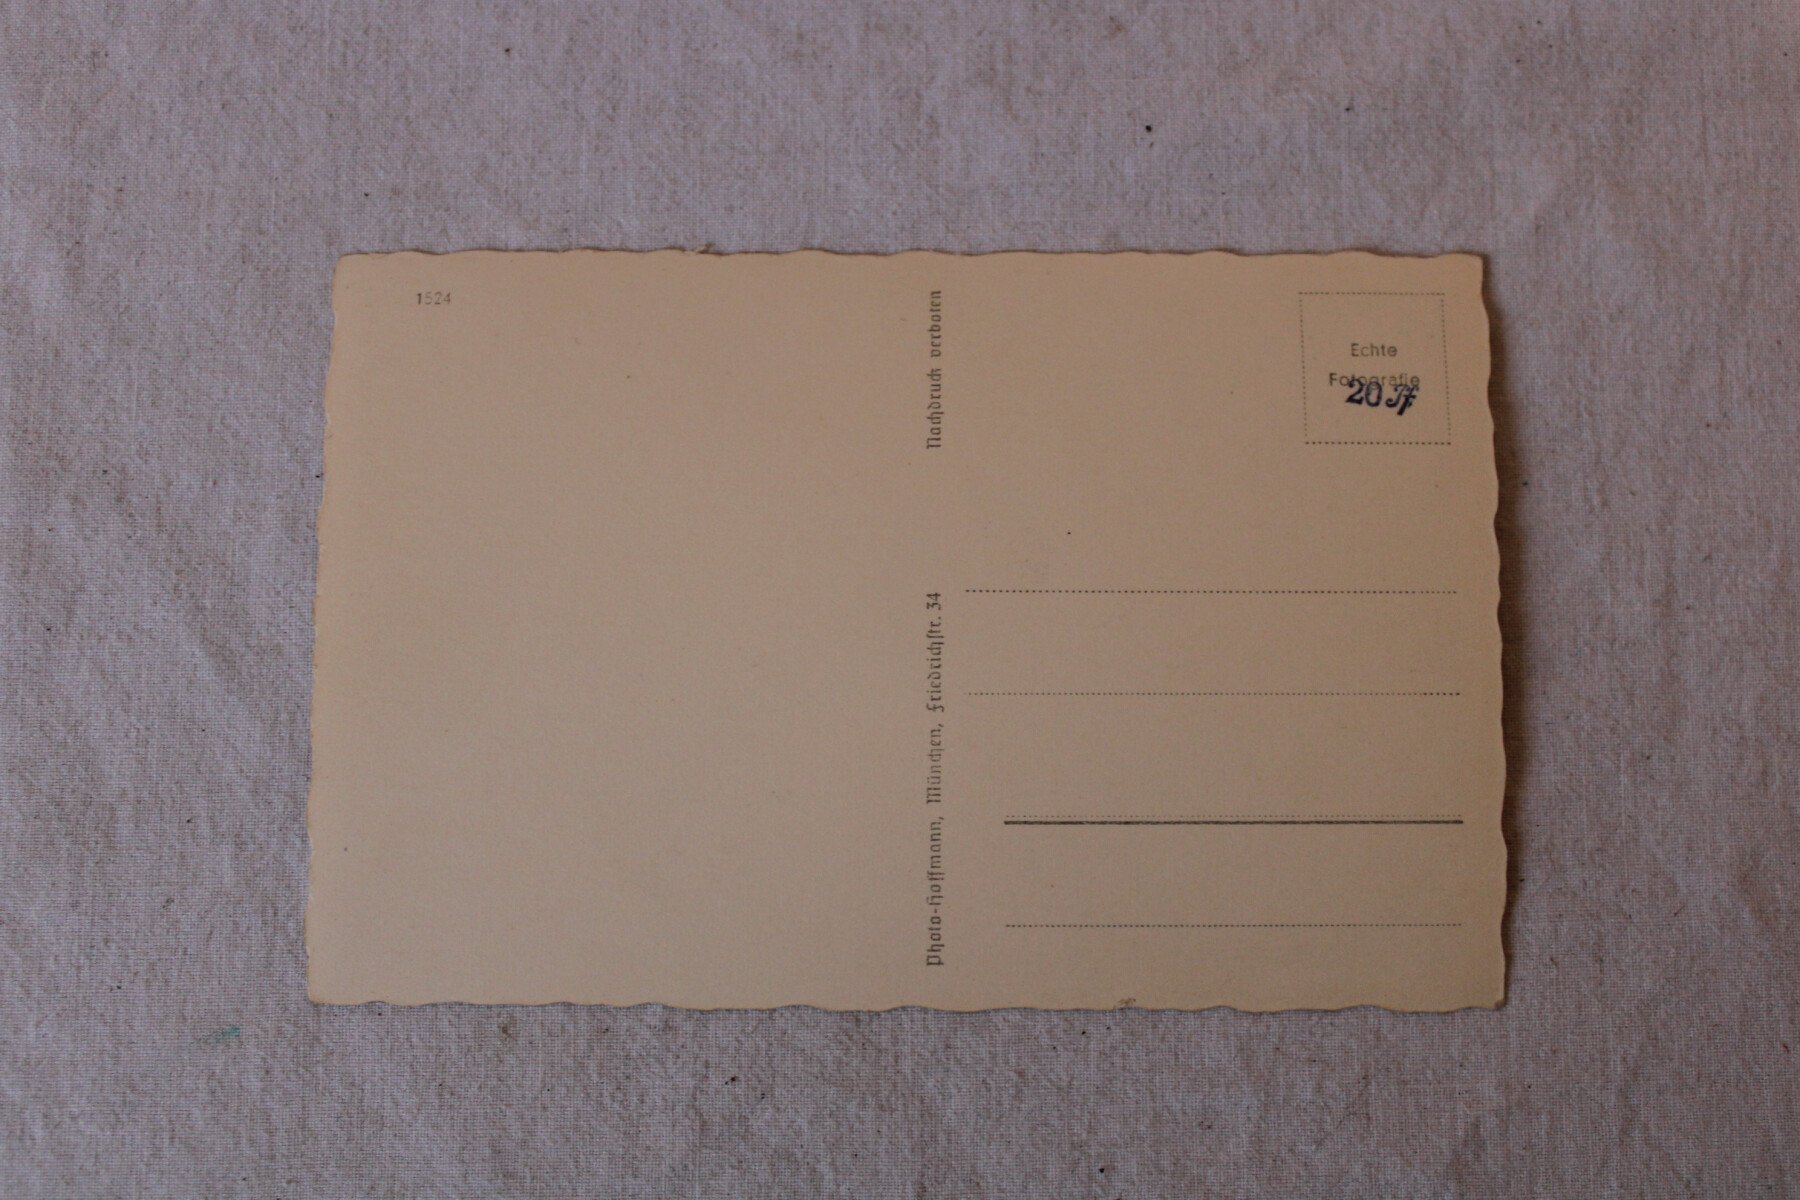 1524
Nachdruck verboten
Photo-Hoffmann, München, Friedrichstr. 34
Echte
Fotografie
20 Pf